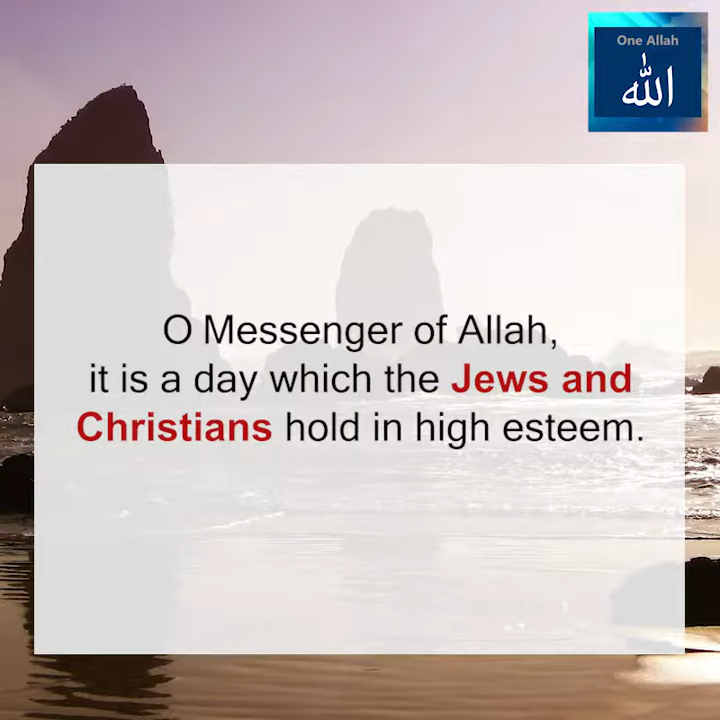 One Allah
الله
O Messenger of Allah,
it is a day which the Jews and
Christians hold in high esteem.